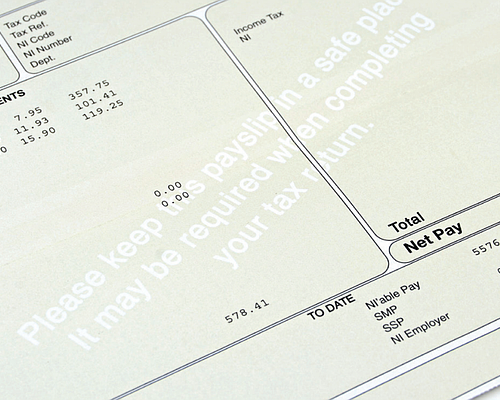 Tax Code
Tax Ref.
NI Code
NI Number
Dept.
Income Tax
NI
ENTS
7.95 357.75
11.93 101.41
0 15.90 119.25
0.00
0.00
Please keep this payslip in a safe plac
It may be required when completing
your tax return.
578.41
Total
Net Pay
TO DATE
NI'able Pay
SMP
SSP
NI Employer
5576